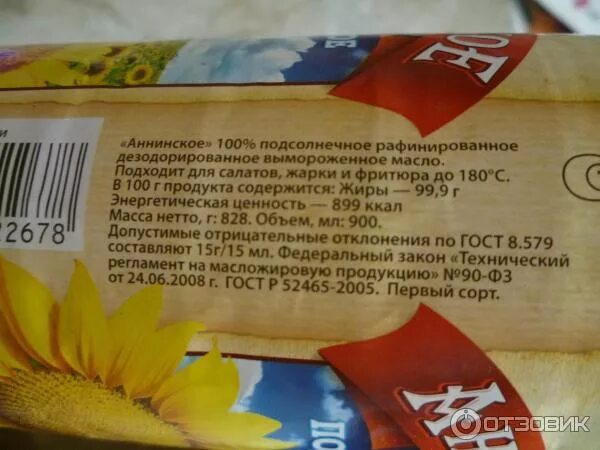 ОЕ
и
22678
«Аннинское» 100% подсолнечное рафинированное
дезодорированное вымороженное масло.
Подходит для салатов, жарки и фритюра до 180°С.
В 100 г продукта содержится: Жиры — 99,9 г
Энергетическая ценность — 899 ккал
Масса нетто, г: 828. Объем, мл: 900.
Допустимые отрицательные отклонения по ГОСТ 8.579
составляют 15г/15 мл. Федеральный закон «Технический
регламент на масложировую продукцию» №90-ФЗ
от 24.06.2008 г. ГОСТ Р 52465-2005. Первый сорт.
ПО
ОТЗОВИК